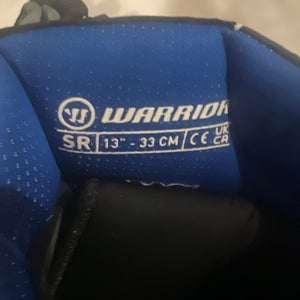 WARRIOR
SR 13" - 33 CM CE UK CA